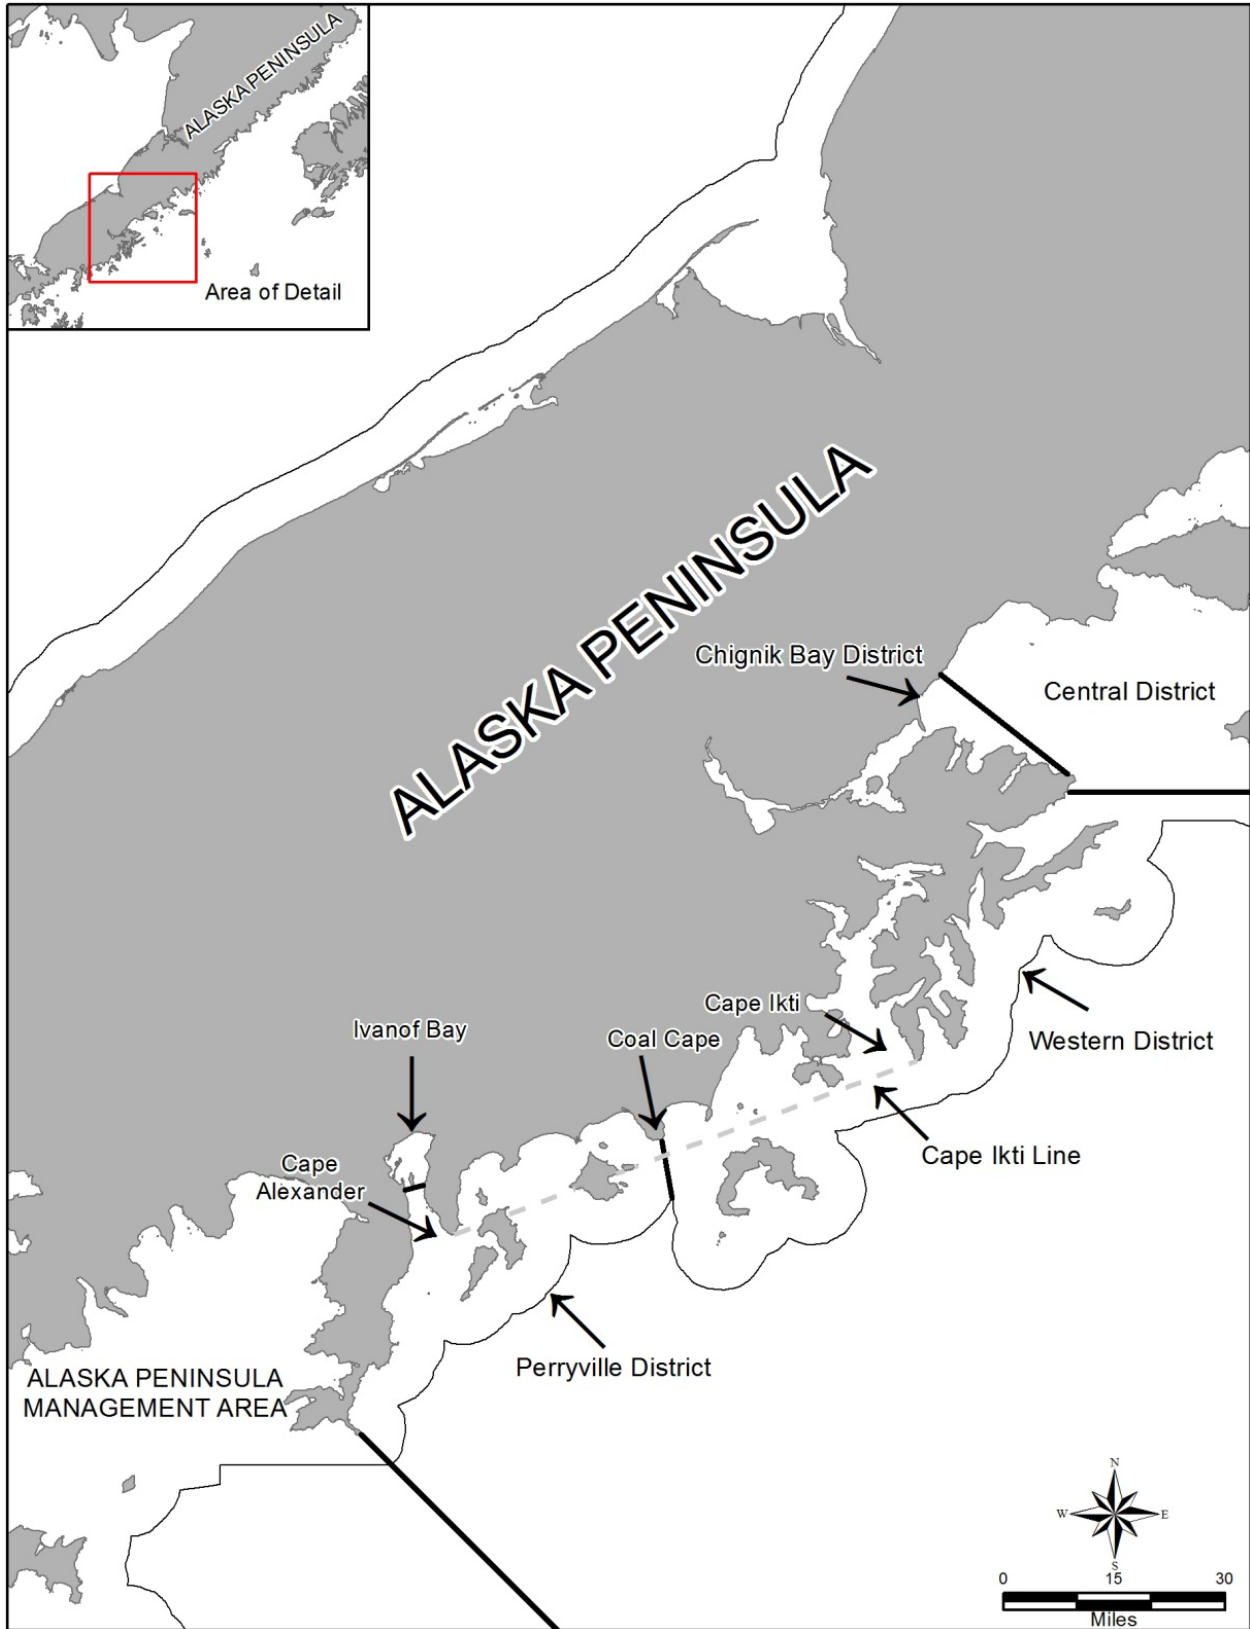 ALASKA PENINSULA
Area of Detail
ALASKA PENINSULA
Chignik Bay District
Central District
Cape Ikti
Ivanof Bay
Coal Cape
Western District
Cape Ikti Line
Cape
Alexander
Perryville District
ALASKA PENINSULA
MANAGEMENT AREA
N
W
E
S
0 15 30
Miles